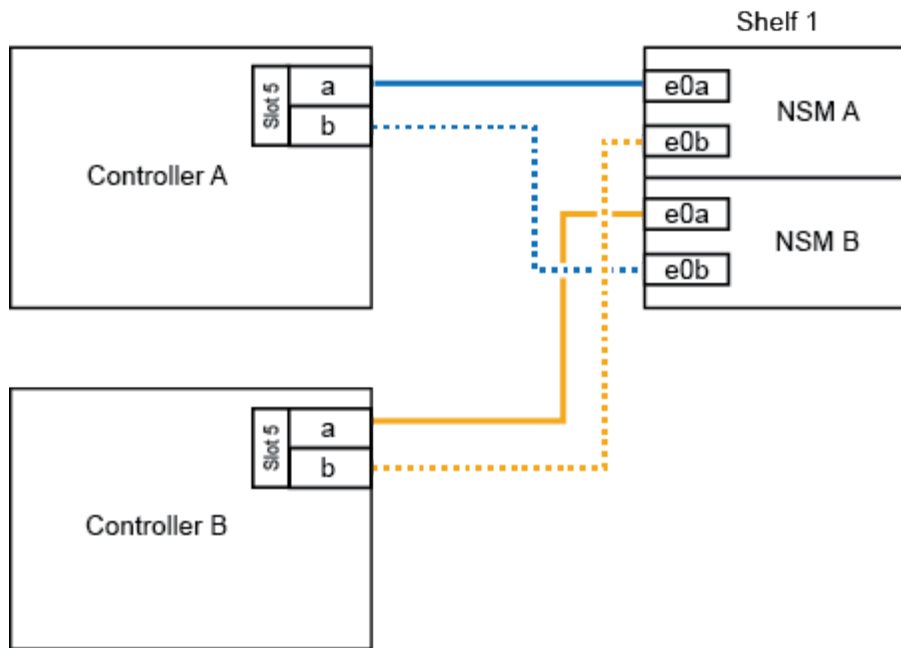 Shelf 1
Slot 5
a
b
Controller A
e0a
e0b
NSM A
e0a
e0b
NSM B
Slot 5
a
b
Controller B